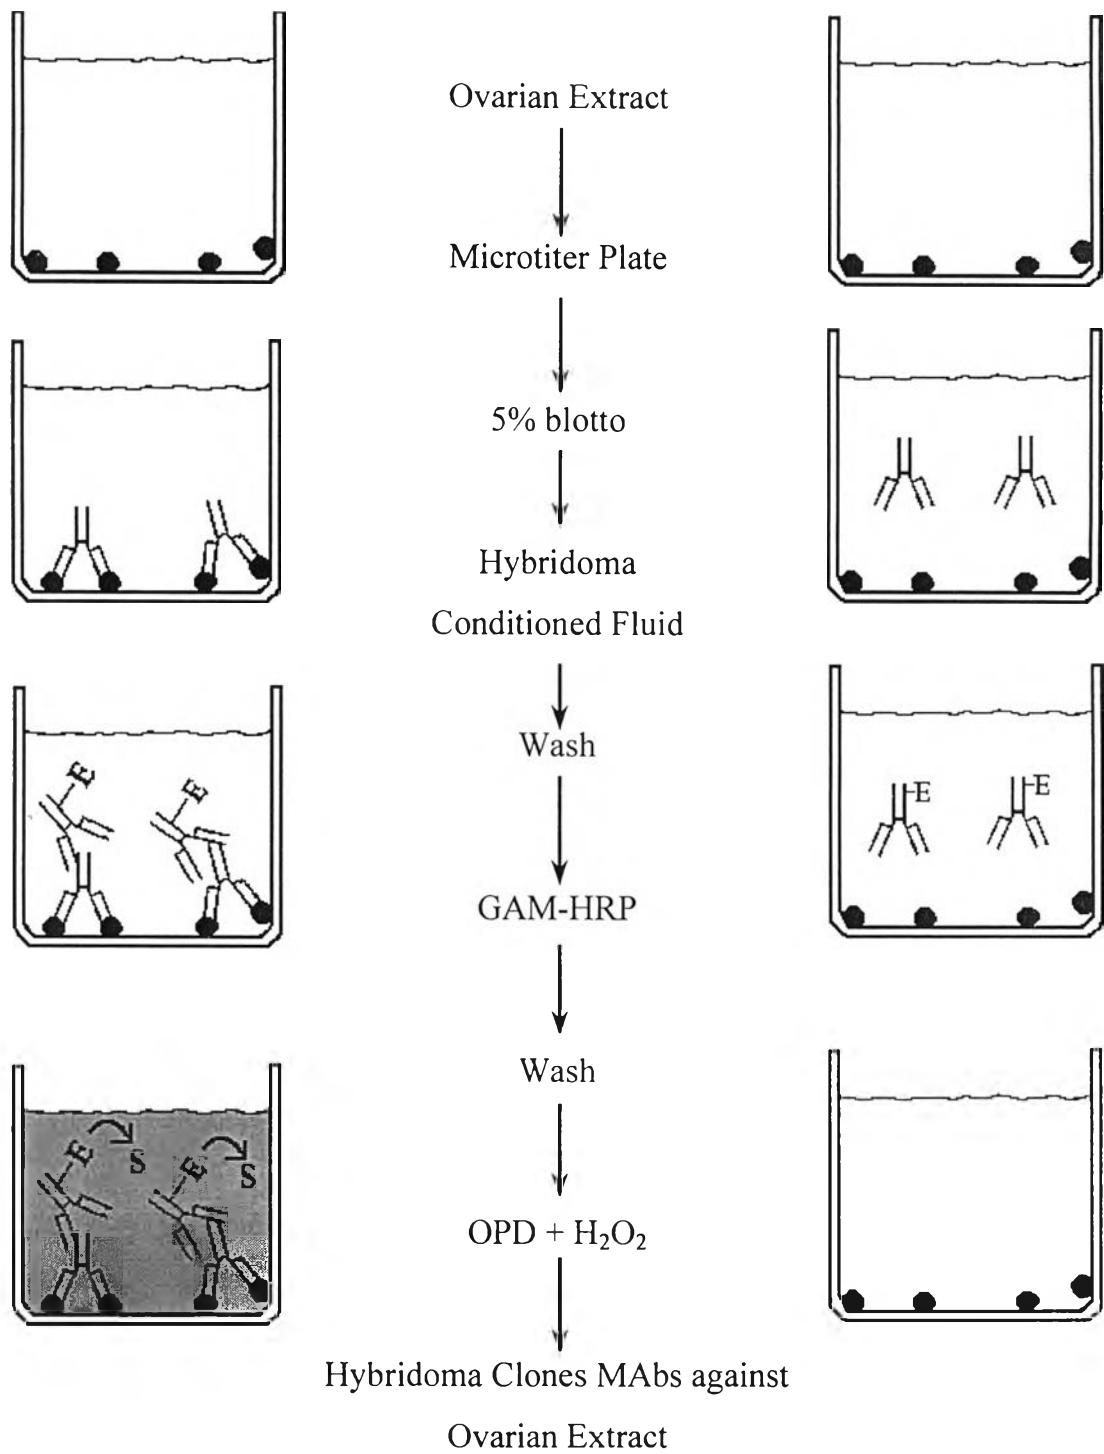 Ovarian Extract
Microtiter Plate
5% blotto
Hybridoma
Conditioned Fluid
Wash
E
E
E
E
GAM-HRP
Wash
E
S
E
S
OPD + H₂O₂
Hybridoma Clones MAbs against
Ovarian Extract